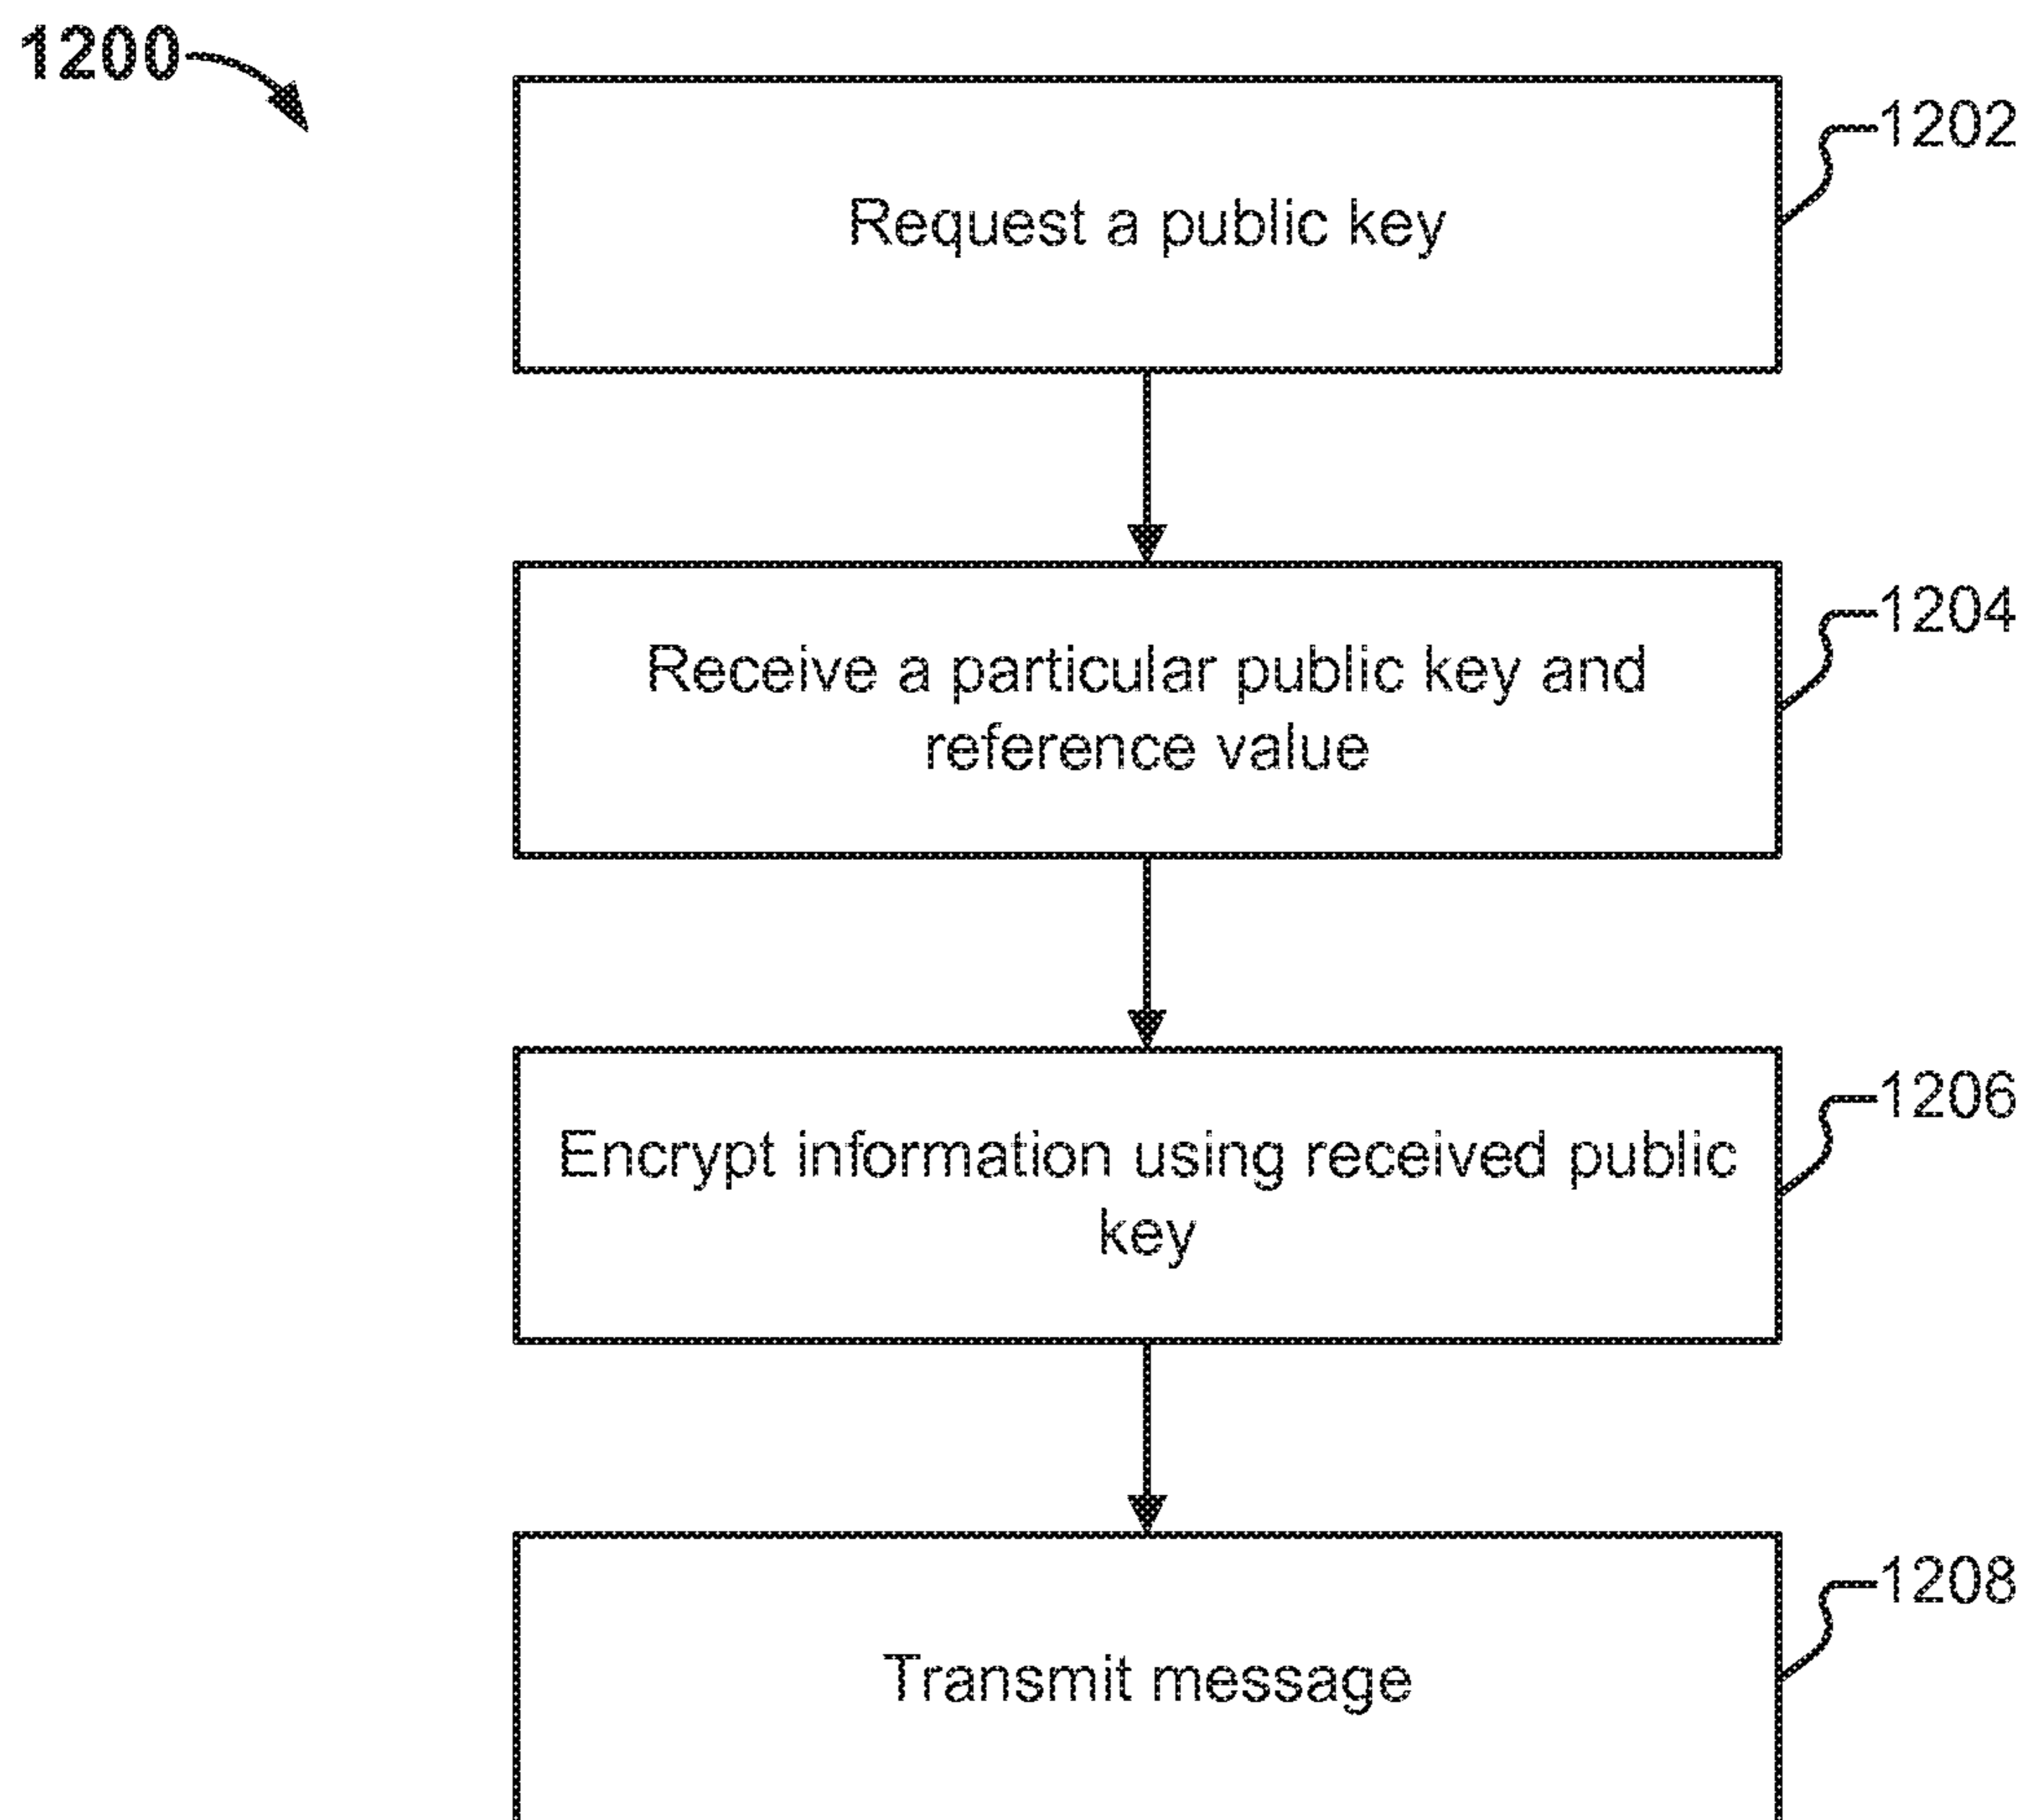 1200
1202
Request a public key
1204
Receive a particular public key and
reference value
1206
Encrypt information using received public
key
1208
Transmit message